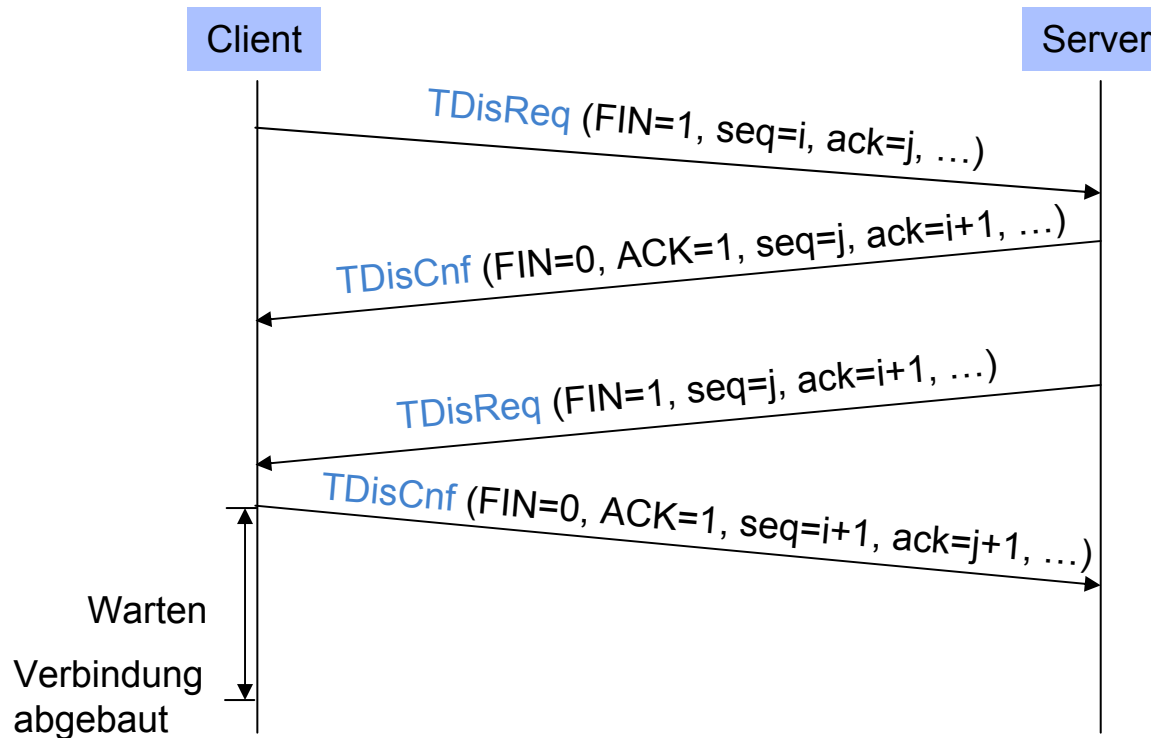 Client
Server
TDisReq (FIN=1, seq=i, ack=j, …)
TDisCnf (FIN=0, ACK=1, seq=j, ack=i+1, …)
TDisReq (FIN=1, seq=j, ack=i+1, …)
TDisCnf (FIN=0, ACK=1, seq=i+1, ack=j+1, …)
Warten
Verbindung
abgebaut